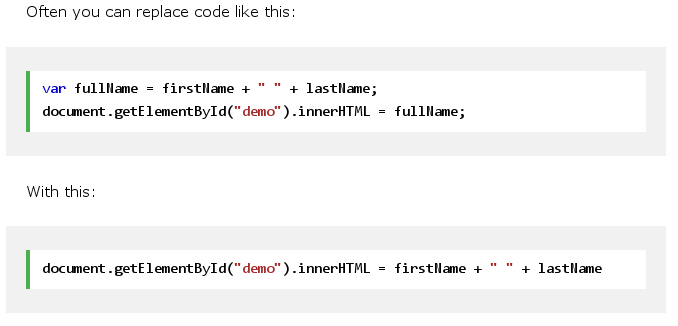 Often you can replace code like this:
var fullName = firstName + " " + lastName;
document.getElementById("demo").innerHTML = fullName;
With this:
document.getElementById("demo").innerHTML = firstName + " " + lastName